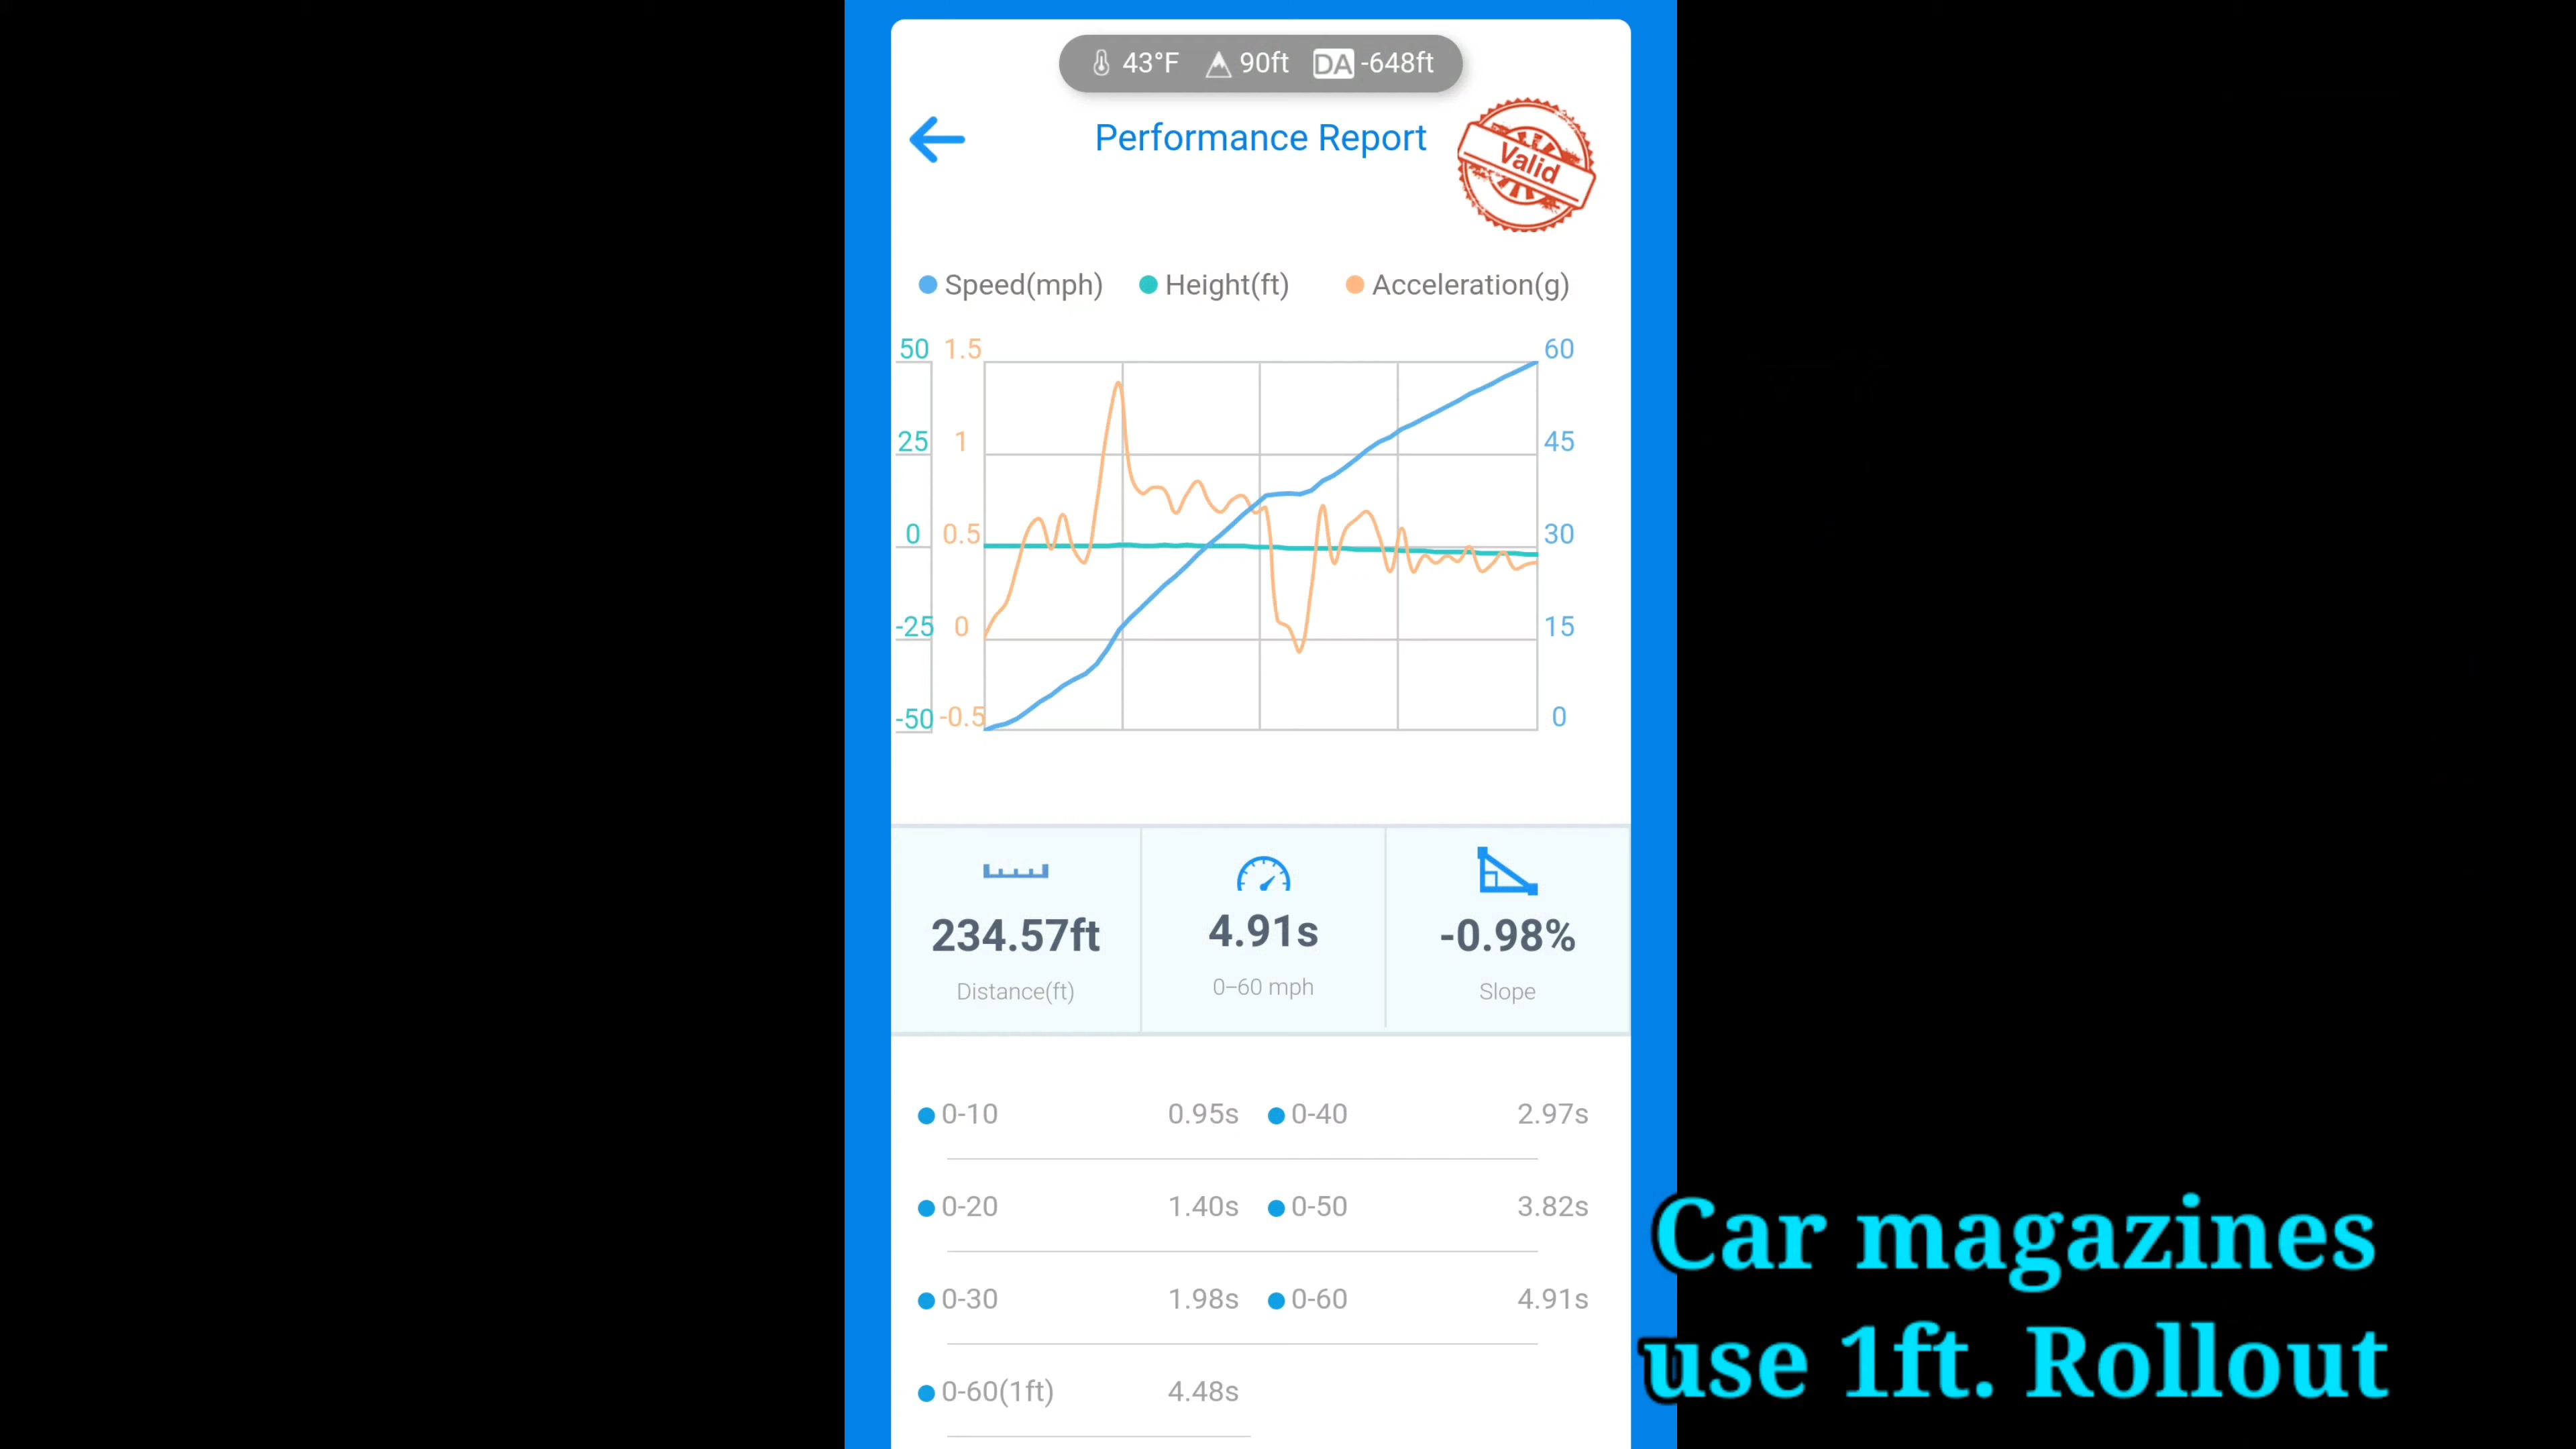 43°F 90ft DA -648ft
Performance Report
Valid
Speed(mph) Height(ft) Acceleration(g)
50 1.5 60
25 1 45
0 0.5 30
-25 0 15
-50 -0.5 0
234.57ft 4.91s -0.98%
Distance(ft) 0-60 mph Slope
0-10 0.95s 0-40 2.97s
0-20 1.40s 0-50 3.82s
0-30 1.98s 0-60 4.91s
0-60(1ft) 4.48s
Car magazines
use 1ft. Rollout